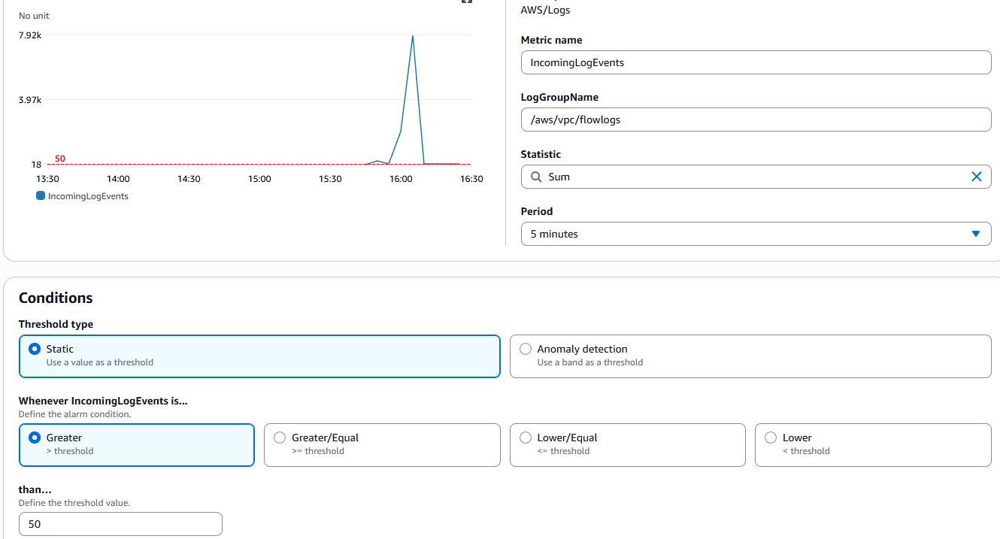 No unit
7.92k
3.97k
18
50
13:30 14:00 14:30 15:00 15:30 16:00 16:30
IncomingLogEvents
AWS/Logs
Metric name
IncomingLogEvents
LogGroupName
/aws/vpc/flowlogs
Statistic
Sum
Period
5 minutes
Conditions
Threshold type
Static
Use a value as a threshold
Anomaly detection
Use a band as a threshold
Whenever IncomingLogEvents is...
Define the alarm condition.
Greater
> threshold
Greater/Equal
>= threshold
Lower/Equal
<= threshold
Lower
< threshold
than...
Define the threshold value.
50